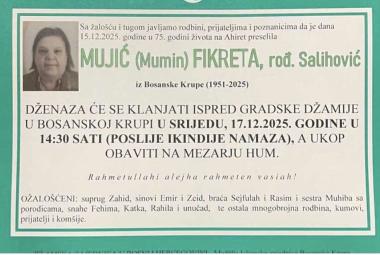 Sa žalošću i tugom javljamo rodbini, prijateljima i poznanicima da je dana
15.12.2025. godine u 75. godini života na Ahiret preselila
MUJIĆ (Mumin) FIKRETA, rođ. Salihović
iz Bosanske Krupe (1951-2025)
DŽENAZA ĆE SE KLANJATI ISPRED GRADSKE DŽAMIJE
U BOSANSKOJ KRUPI U SRIJEDU, 17.12.2025. GODINE U
14:30 SATI (POSLIJE IKINDIJE NAMAZA), A UKOP
OBAVITI NA MEZARJU HUM.
Rahmetullahi alejha rahmeten vasiah!
OŽALOŠĆENI: suprug Zahid, sinovi Emir i Zeid, braća Sejfulah i Rasim i sestra Muhiba sa
porodicama, snahe Fehima, Katka, Rahila i unučad, te ostala mnogobrojna rodbina, kumovi,
prijatelji i komšije.